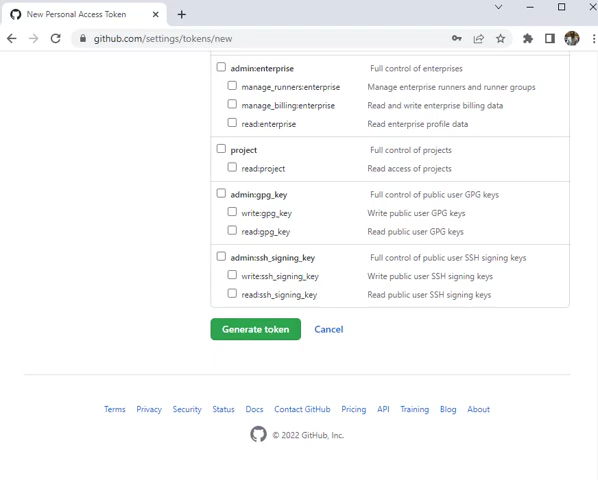 New Personal Access Token
github.com/settings/tokens/new
admin:enterprise Full control of enterprises
manage_runners:enterprise Manage enterprise runners and runner groups
manage_billing:enterprise Read and write enterprise billing data
read:enterprise Read enterprise profile data
project Full control of projects
read:project Read access of projects
admin:gpg_key Full control of public user GPG keys
write:gpg_key Write public user GPG keys
read:gpg_key Read public user GPG keys
admin:ssh_signing_key Full control of public user SSH signing keys
write:ssh_signing_key Write public user SSH signing keys
read:ssh_signing_key Read public user SSH signing keys
Generate token Cancel
Terms Privacy Security Status Docs Contact GitHub Pricing API Training Blog About
© 2022 GitHub, Inc.